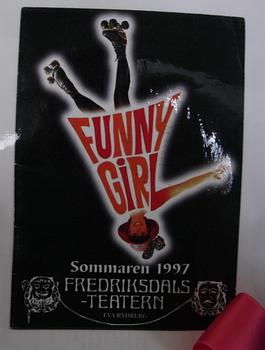 FUNNY
GiRL
Sommaren 1997
FREDRIKSDALS
-TEATERN
EVA RYDBERG